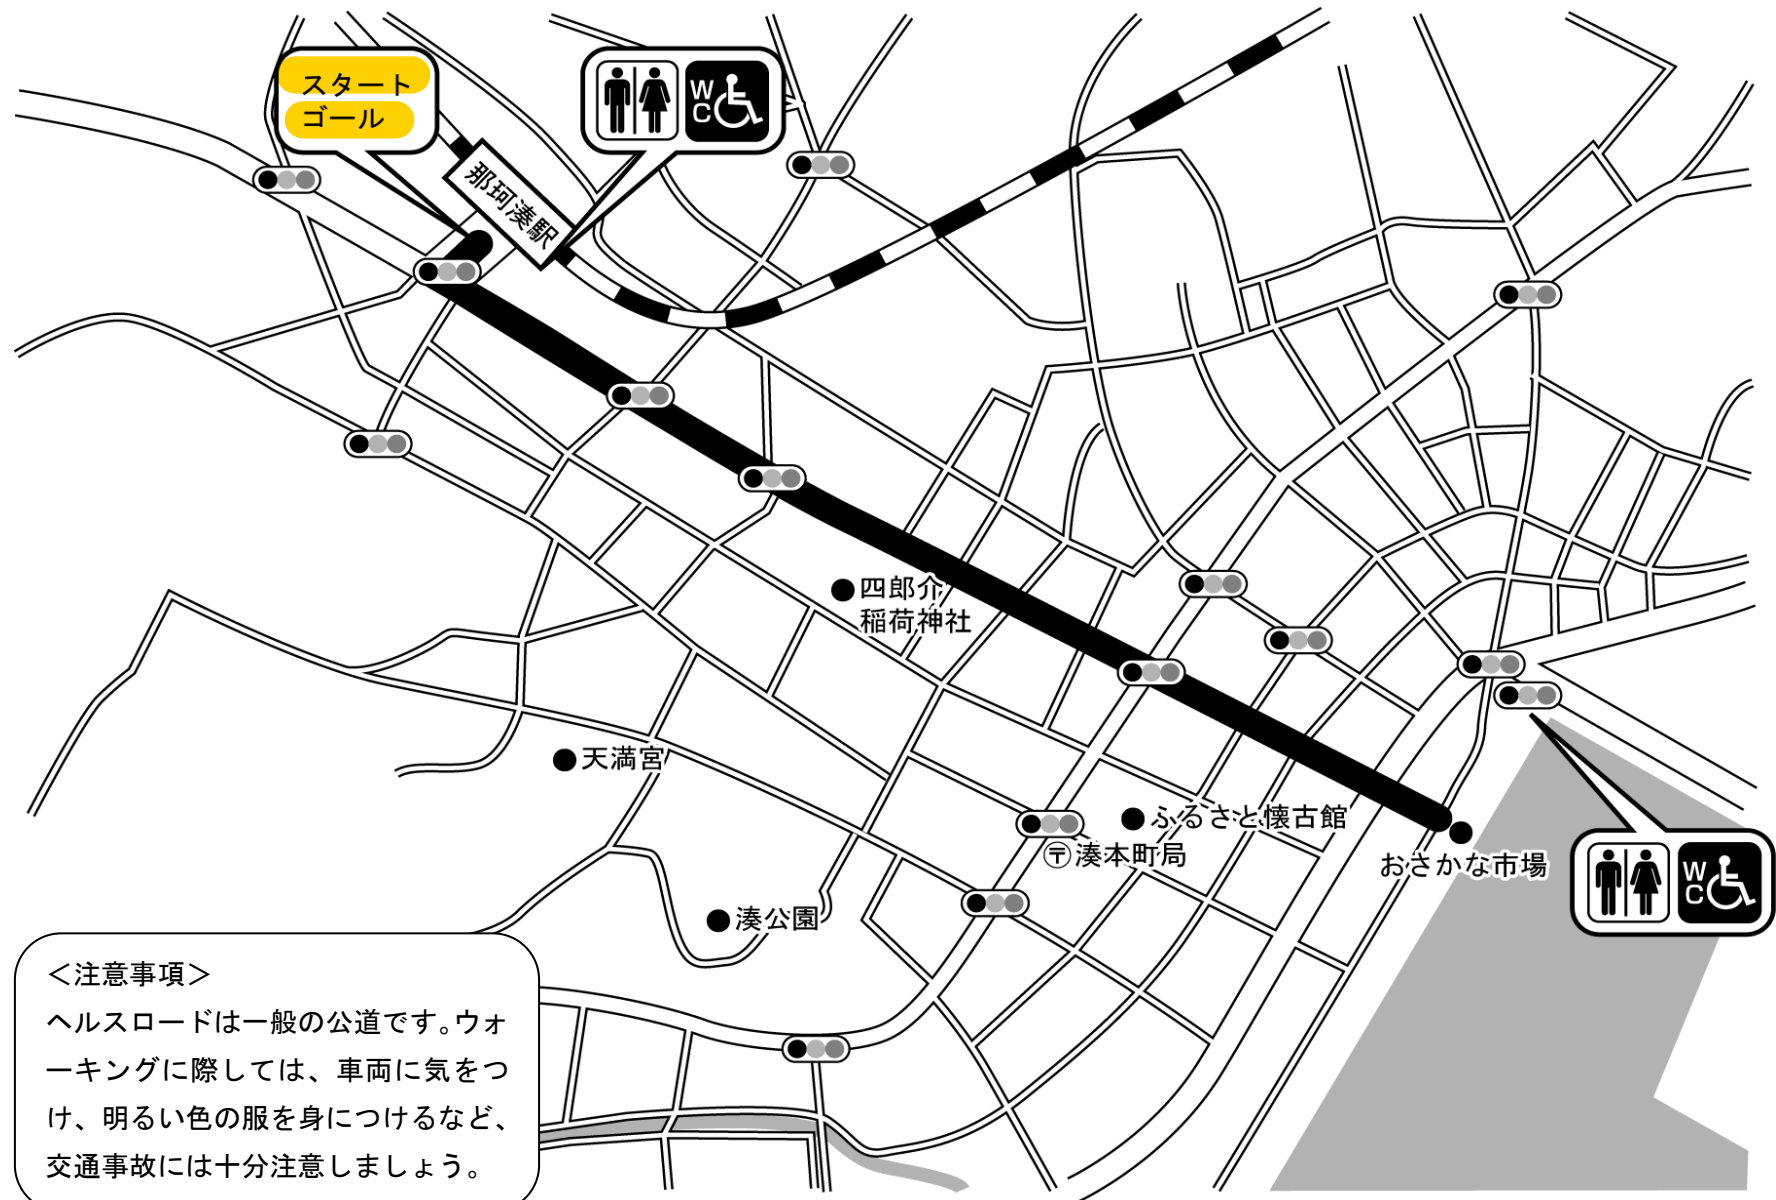 スタート
ゴール
WC
那珂湊駅
四郎介
稲荷神社
天満宮
ふるさと懐古館
〒湊本町局
おさかな市場
WC
湊公園
＜注意事項＞
ヘルスロードは一般の公道です。ウォ
ーキングに際しては、車両に気をつ
け、明るい色の服を身につけるなど、
交通事故には十分注意しましょう。